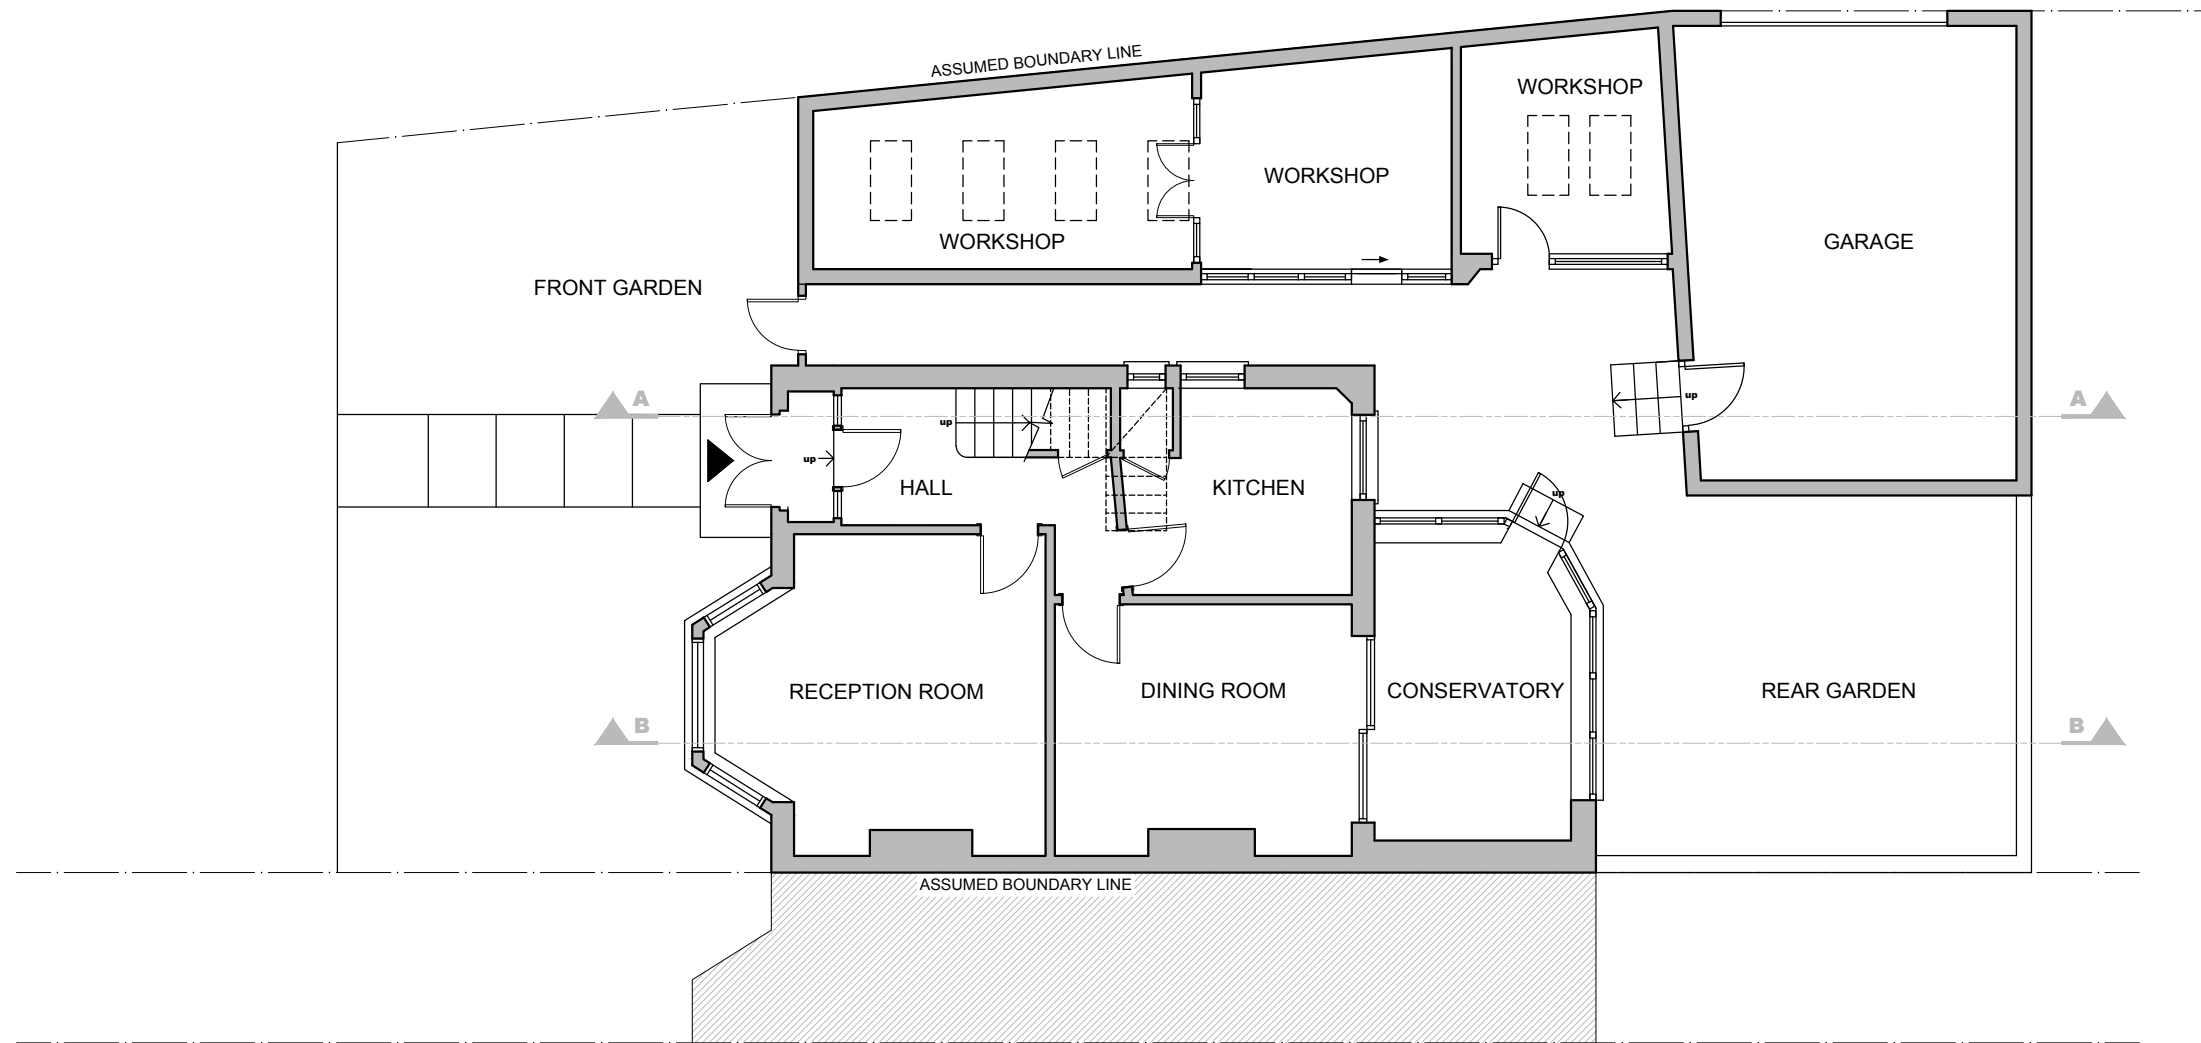 ASSUMED BOUNDARY LINE
WORKSHOP
WORKSHOP
WORKSHOP
GARAGE
FRONT GARDEN
A
A
up
up
up
HALL
KITCHEN
up
RECEPTION ROOM
DINING ROOM
CONSERVATORY
REAR GARDEN
B
B
ASSUMED BOUNDARY LINE